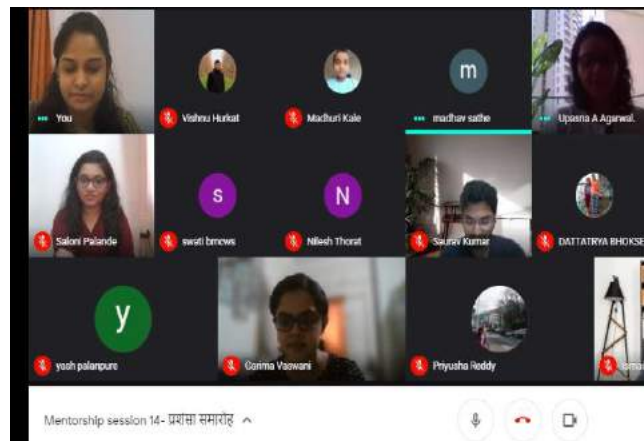 m
You
Vishnu Hurkat
Madhuri Kale
madhav sathe
Upasna A Agarwal.
s
N
Saloni Palande
swati bmcws
Nilesh Thorat
Saurav Kumar
DATTATRYA BHOKSE
y
yash palanpure
Garima Vaswani
Priyusha Reddy
Mentorship session 14- प्रशंसा समारोह